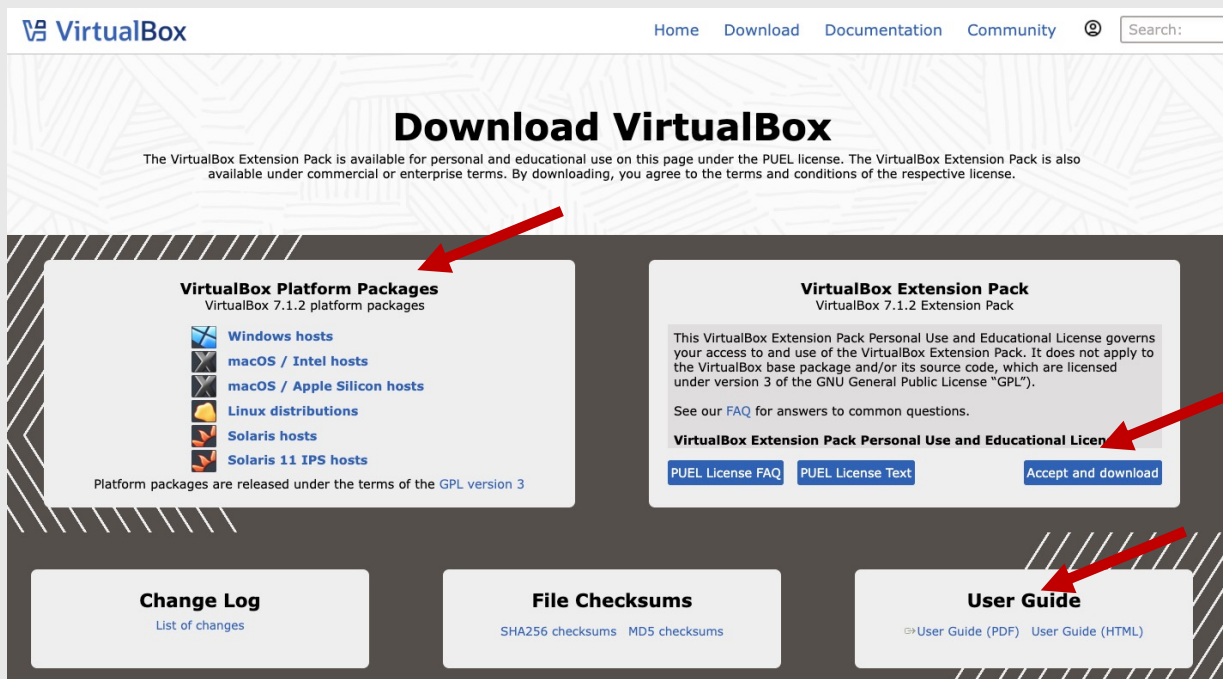 VirtualBox
Home Download Documentation Community Search:
Download VirtualBox
The VirtualBox Extension Pack is available for personal and educational use on this page under the PUEL license. The VirtualBox Extension Pack is also
available under commercial or enterprise terms. By downloading, you agree to the terms and conditions of the respective license.
VirtualBox Platform Packages
VirtualBox 7.1.2 platform packages
Windows hosts
macOS / Intel hosts
macOS / Apple Silicon hosts
Linux distributions
Solaris hosts
Solaris 11 IPS hosts
Platform packages are released under the terms of the GPL version 3
VirtualBox Extension Pack
VirtualBox 7.1.2 Extension Pack
This VirtualBox Extension Pack Personal Use and Educational License governs
your access to and use of the VirtualBox Extension Pack. It does not apply to
the VirtualBox base package and/or its source code, which are licensed
under version 3 of the GNU General Public License “GPL”).
See our FAQ for answers to common questions.
VirtualBox Extension Pack Personal Use and Educational
PUEL License FAQ PUEL License Text Accept and download
Change Log
List of changes
File Checksums
SHA256 checksums MD5 checksums
User Guide
User Guide (PDF) User Guide (HTML)